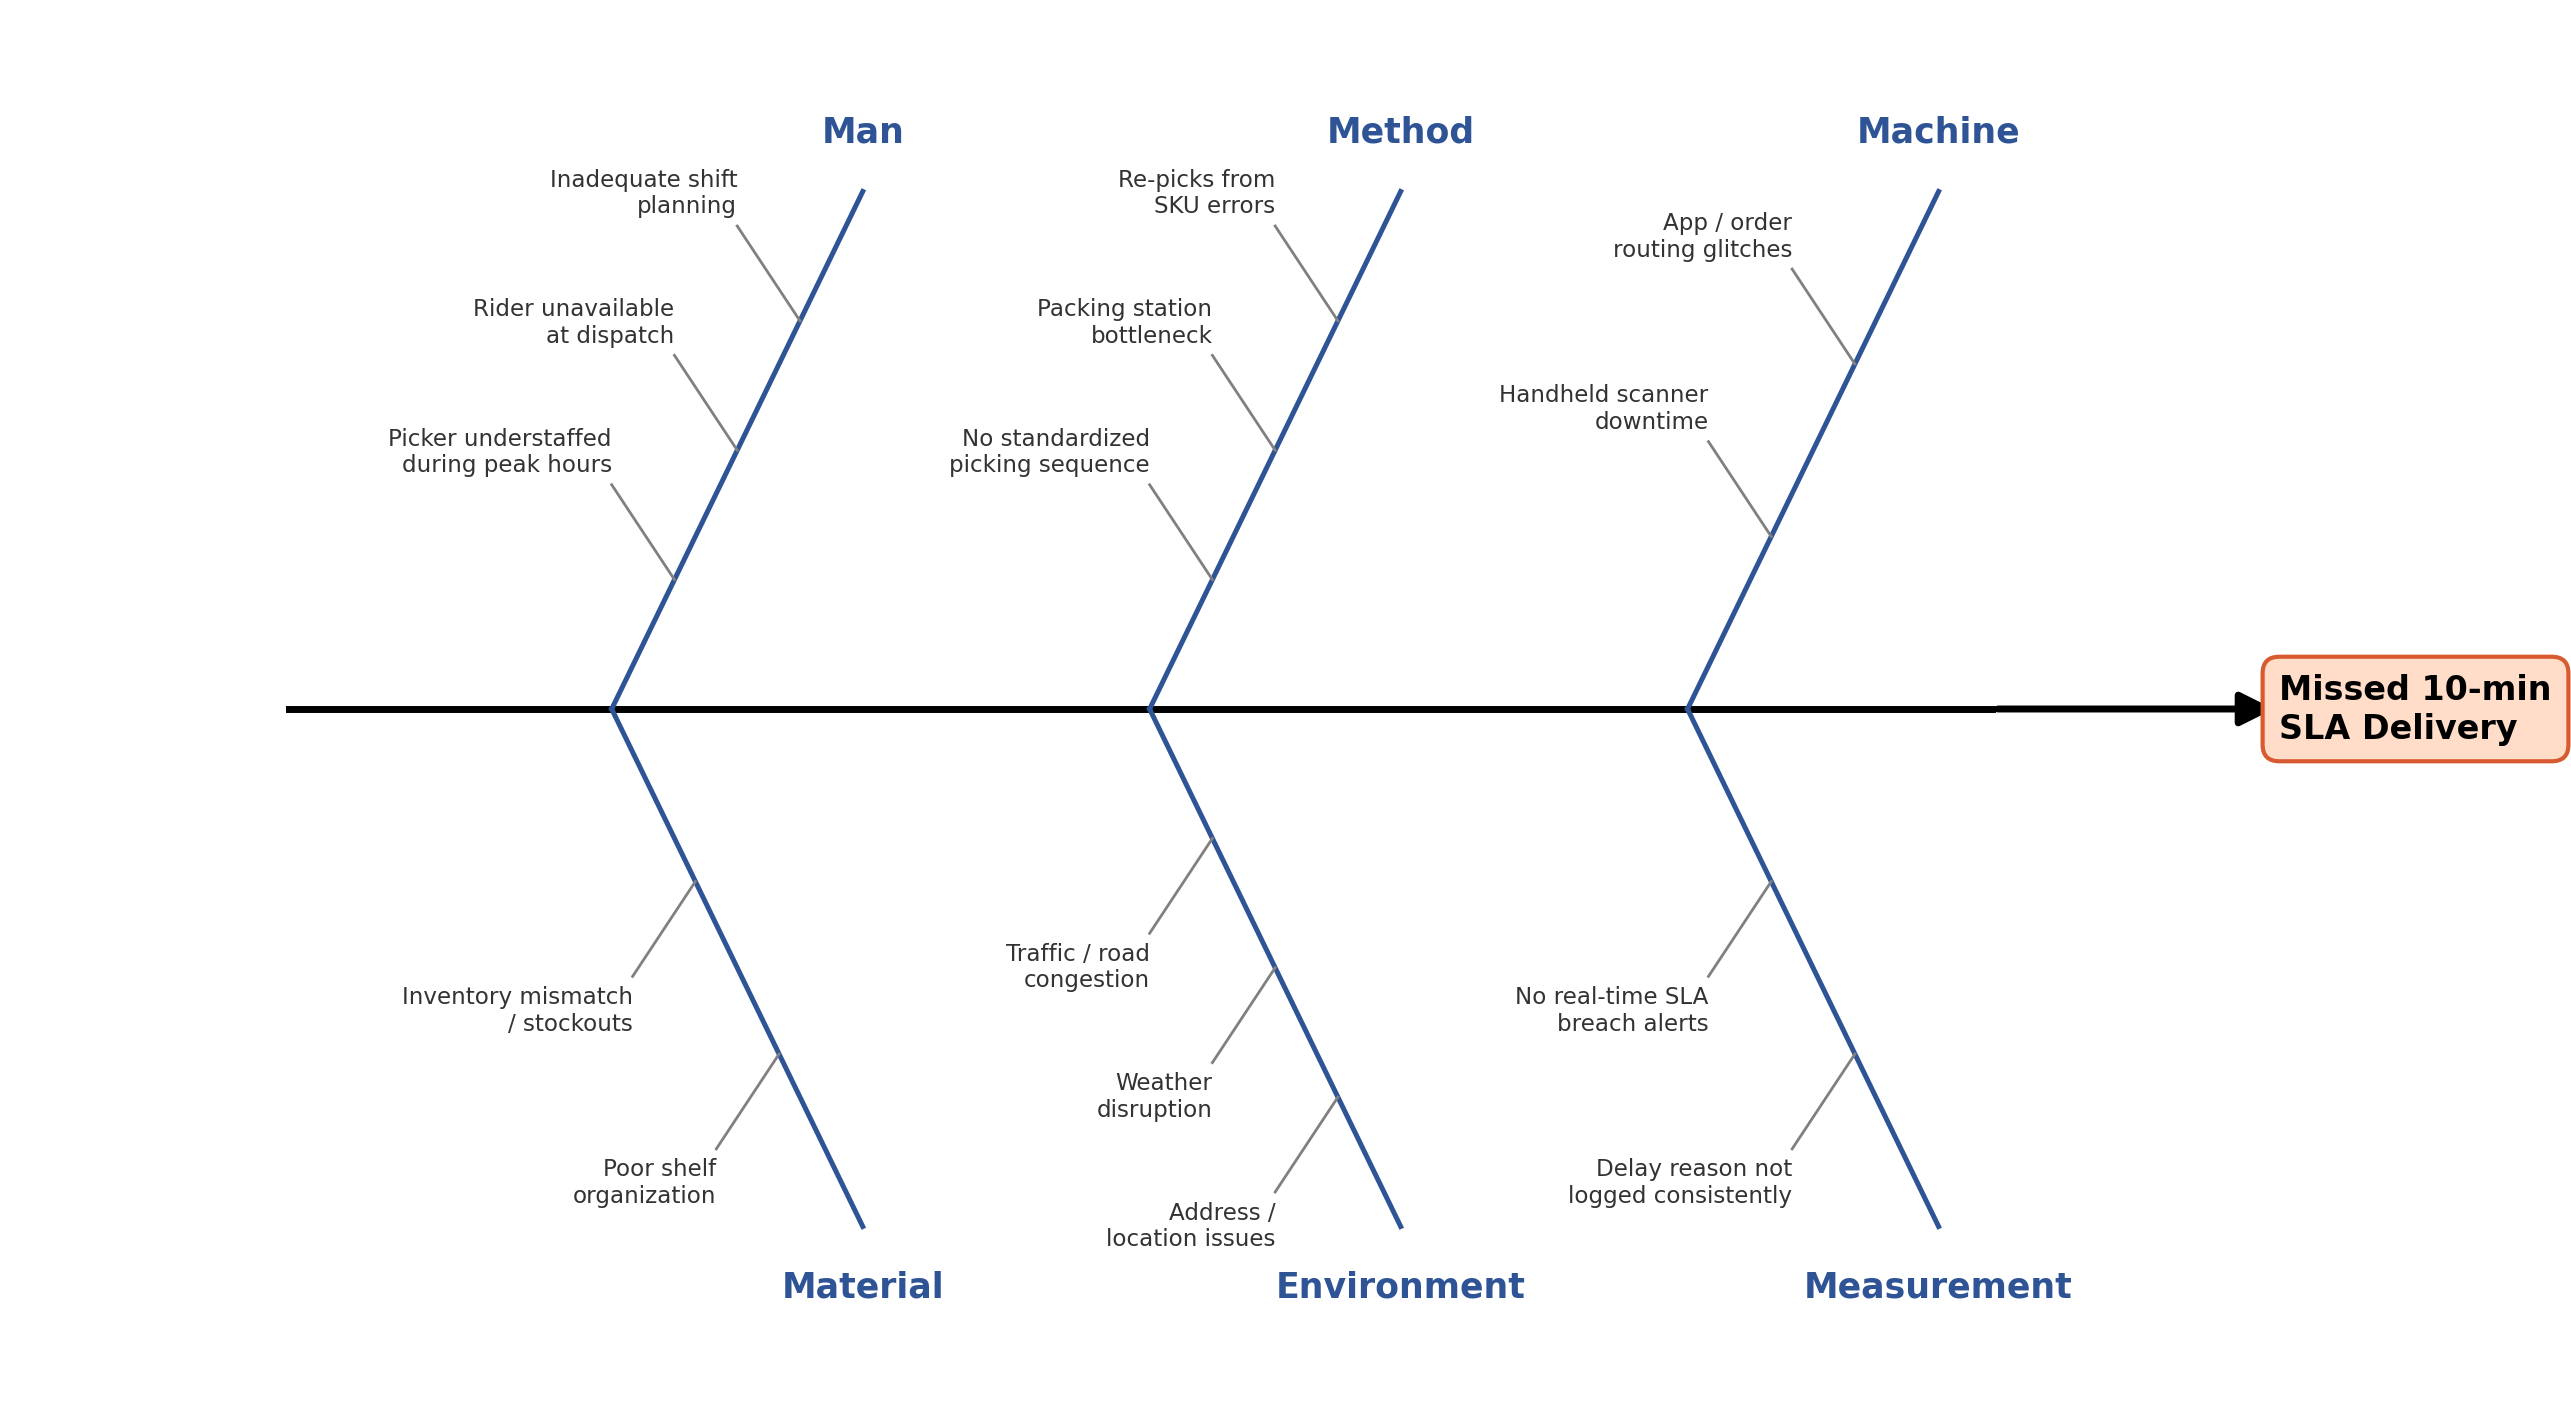 Man
Inadequate shift
planning
Rider unavailable
at dispatch
Picker understaffed
during peak hours
Method
Re-picks from
SKU errors
Packing station
bottleneck
No standardized
picking sequence
Machine
App / order
routing glitches
Handheld scanner
downtime
Missed 10-min
SLA Delivery
Inventory mismatch
/ stockouts
Poor shelf
organization
Material
Traffic / road
congestion
Weather
disruption
Address /
location issues
Environment
No real-time SLA
breach alerts
Delay reason not
logged consistently
Measurement